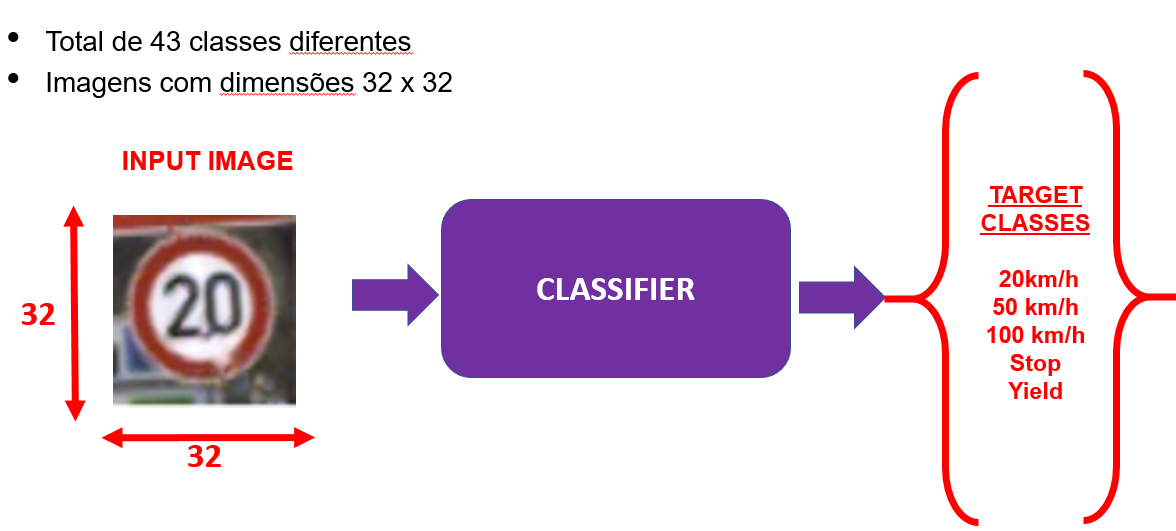 Total de 43 classes diferentes
Imagens com dimensões 32 x 32
INPUT IMAGE
32
20
32
CLASSIFIER
TARGET
CLASSES
20km/h
50 km/h
100 km/h
Stop
Yield